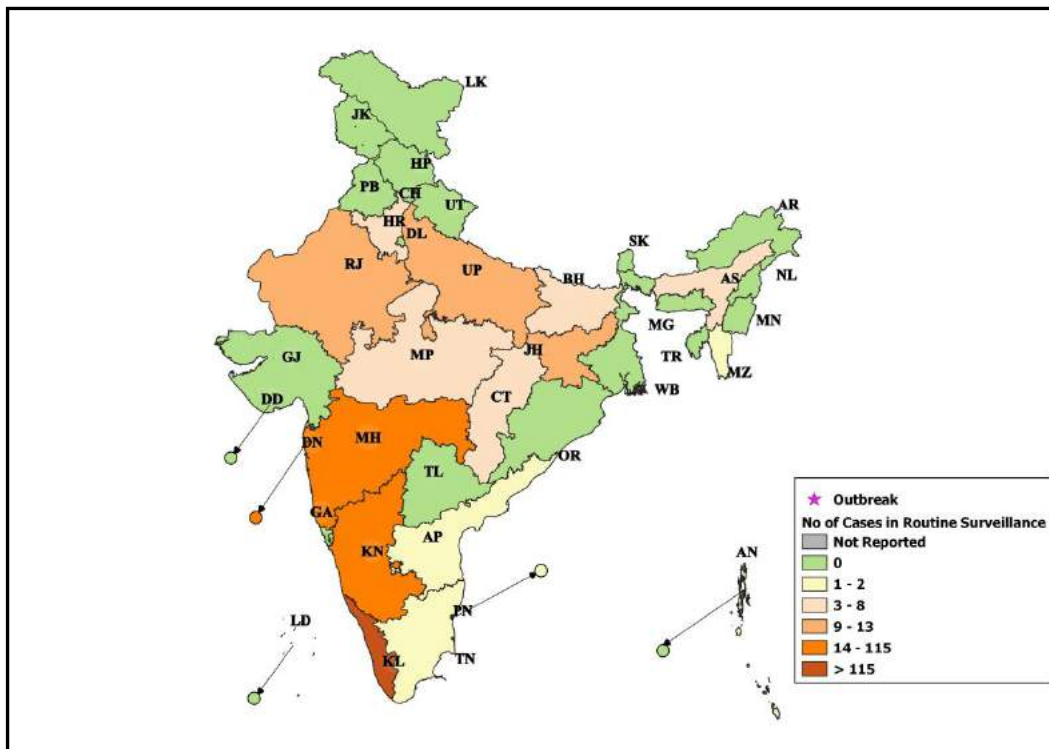 LK
JK
HP
PB
CH
UT
AR
HR
DL
SK
RJ
UP
BH
AS
NL
MG
MN
GJ
MP
JH
TR
MZ
DD
CT
WB
DN
MH
OR
TL
GA
AP
KN
AN
LD
PN
KL
TN
Outbreak
No of Cases in Routine Surveillance
Not Reported
0
1 - 2
3 - 8
9 - 13
14 - 115
> 115